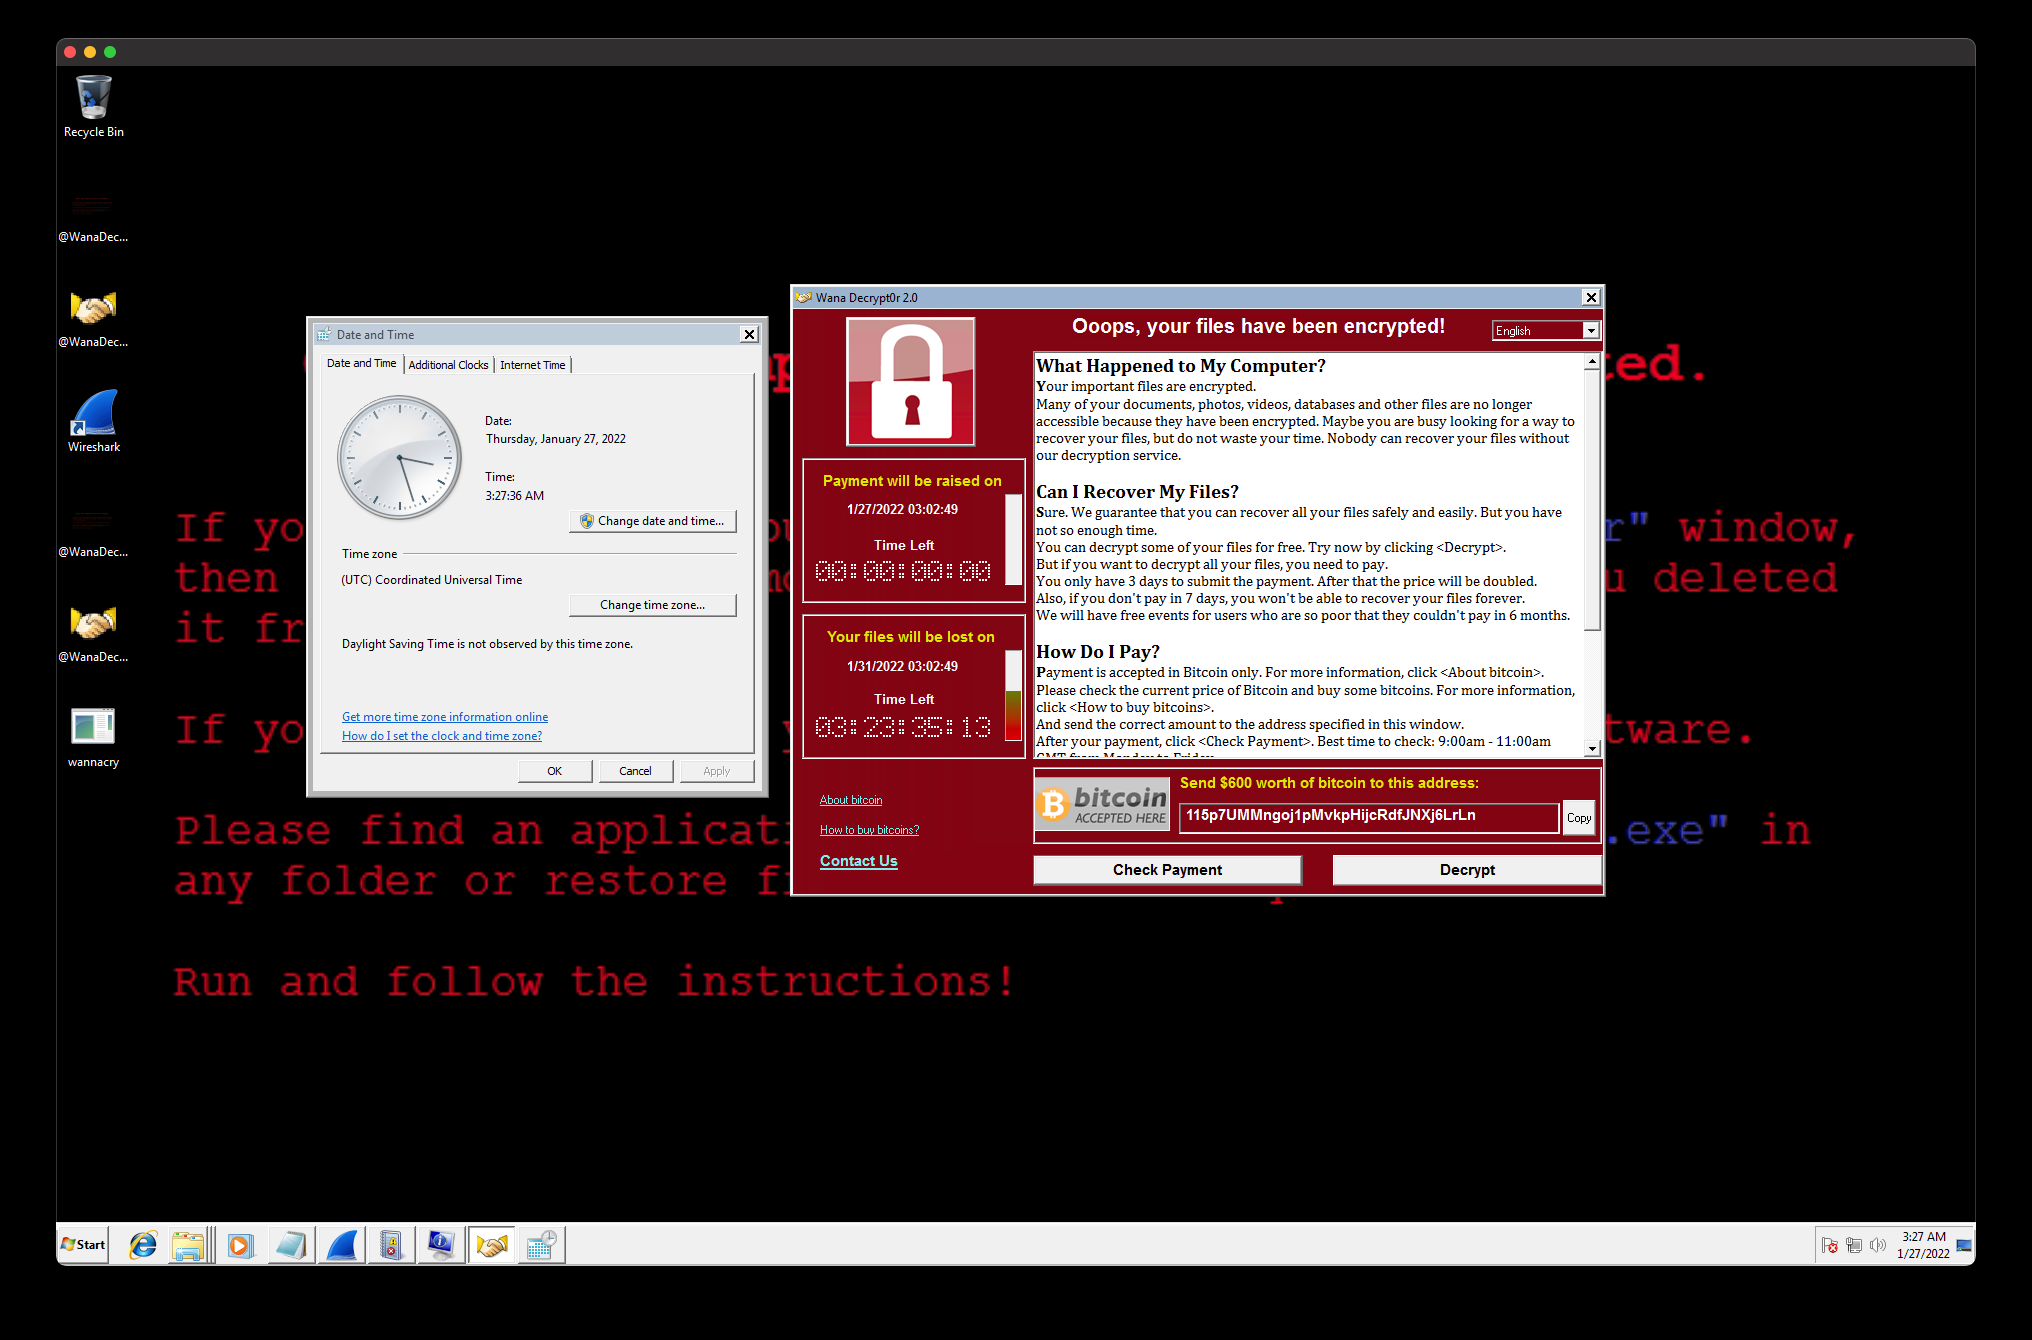 Recycle Bin
@WanaDec...
@WanaDec...
Wireshark
@WanaDec...
@WanaDec...
wannacry
ted.
If yo
r" window,
then
u deleted
it fr
If yo
tware.
Please find an applicati
.exe" in
any folder or restore f
Run and follow the instructions!
Date and Time
Date and Time
Additional Clocks
Internet Time
Date:
Thursday, January 27, 2022
Time:
3:27:36 AM
Change date and time...
Time zone
(UTC) Coordinated Universal Time
Change time zone...
Daylight Saving Time is not observed by this time zone.
Get more time zone information online
How do I set the clock and time zone?
OK
Cancel
Apply
Wana Decrypt0r 2.0
Ooops, your files have been encrypted!
English
Payment will be raised on
1/27/2022 03:02:49
Time Left
00:00:00:00
Your files will be lost on
1/31/2022 03:02:49
Time Left
03:23:35:13
About bitcoin
How to buy bitcoins?
Contact Us
What Happened to My Computer?
Your important files are encrypted.
Many of your documents, photos, videos, databases and other files are no longer
accessible because they have been encrypted. Maybe you are busy looking for a way to
recover your files, but do not waste your time. Nobody can recover your files without
our decryption service.
Can I Recover My Files?
Sure. We guarantee that you can recover all your files safely and easily. But you have
not so enough time.
You can decrypt some of your files for free. Try now by clicking <Decrypt>.
But if you want to decrypt all your files, you need to pay.
You only have 3 days to submit the payment. After that the price will be doubled.
Also, if you don't pay in 7 days, you won't be able to recover your files forever.
We will have free events for users who are so poor that they couldn't pay in 6 months.
How Do I Pay?
Payment is accepted in Bitcoin only. For more information, click <About bitcoin>.
Please check the current price of Bitcoin and buy some bitcoins. For more information,
click <How to buy bitcoins>.
And send the correct amount to the address specified in this window.
After your payment, click <Check Payment>. Best time to check: 9:00am - 11:00am
GMT from Monday to Friday.
bitcoin
ACCEPTED HERE
Send $600 worth of bitcoin to this address:
115p7UMMngoj1pMvkpHijcRdfJNXj6LrLn
Copy
Check Payment
Decrypt
Start
3:27 AM
1/27/2022